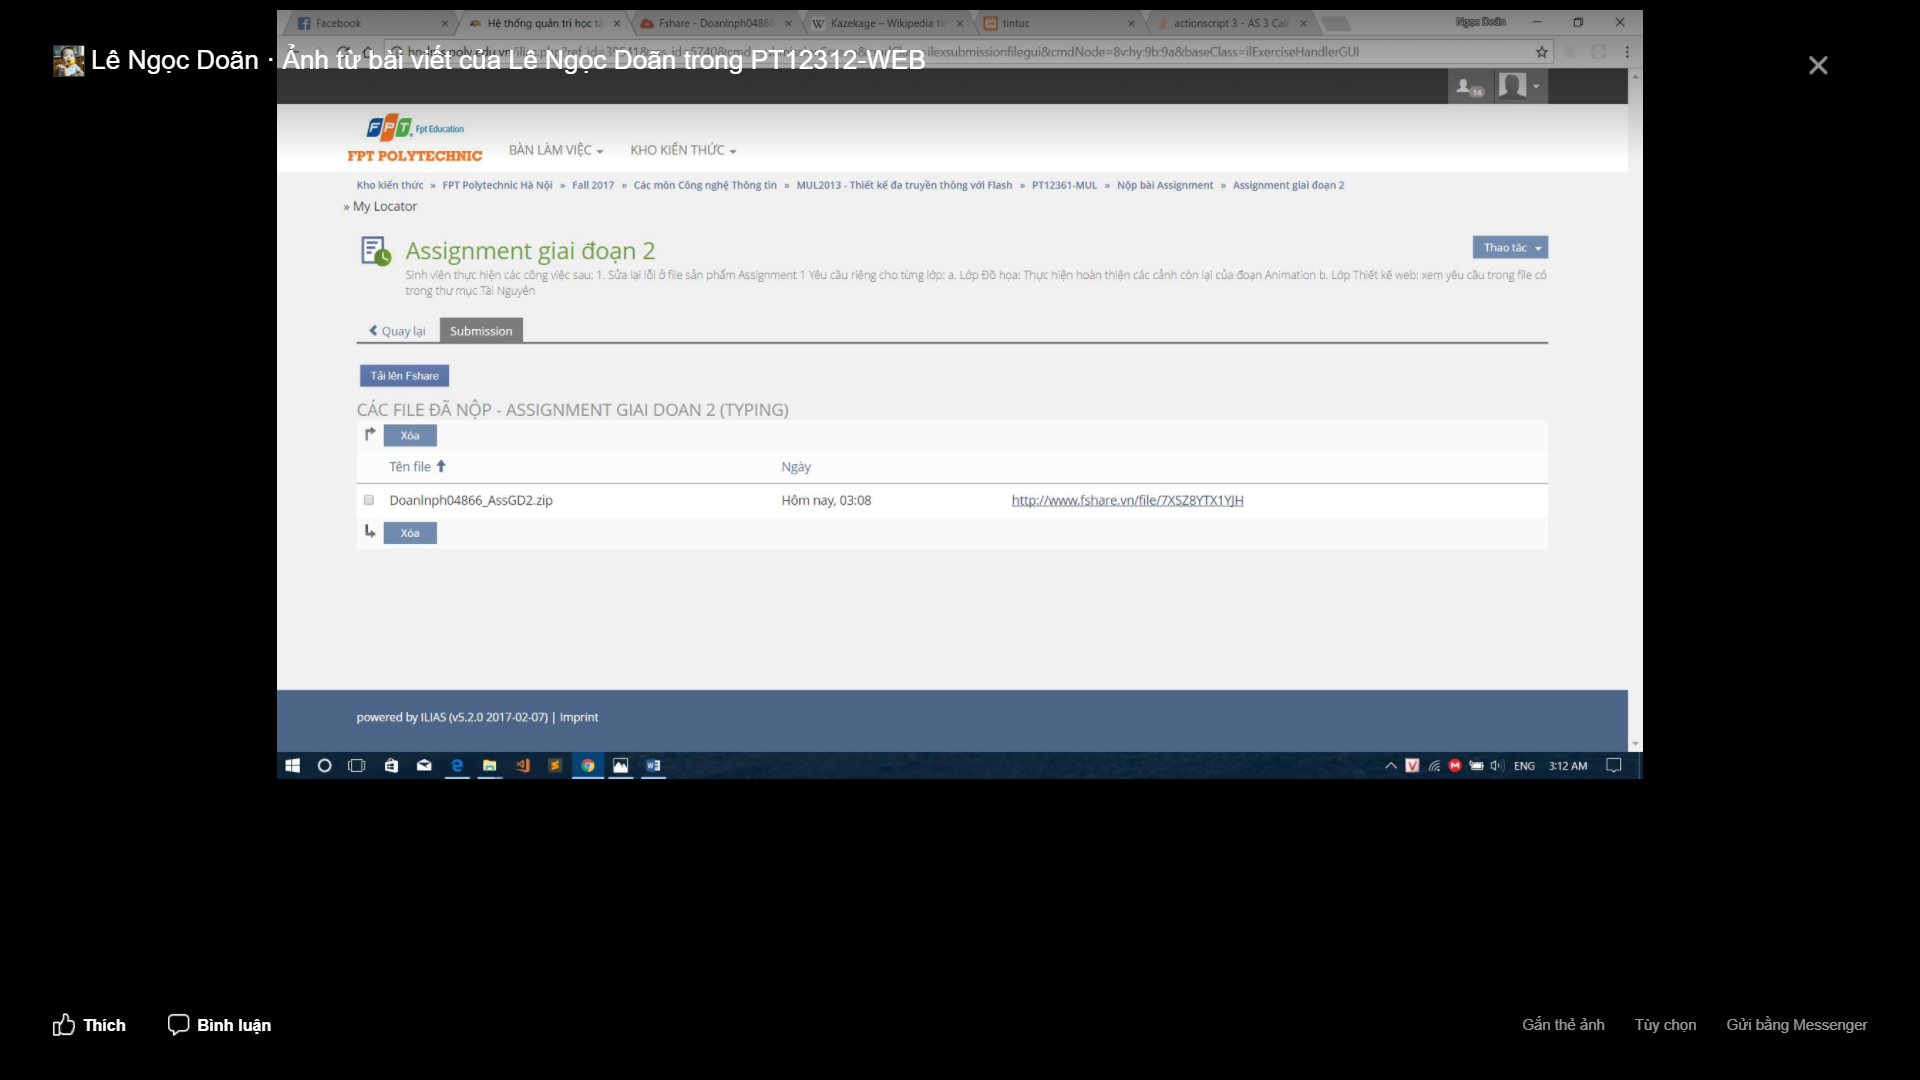 Facebook
Hệ thống quản trị học tậ
Fshare - Doanlnph04866
Kazekage – Wikipedia tiế
tintuc
actionscript 3 - AS 3 Call
Ngọc Doãn
Lê Ngọc Doãn · Ảnh từ bài viết của Lê Ngọc Doãn trong PT12312-WEB
ilexsubmissionfilegui&cmdNode=8v:hy:9b:9a&baseClass=ilExerciseHandlerGUI
14
FPT Fpt Education
FPT POLYTECHNIC
BÀN LÀM VIỆC
KHO KIẾN THỨC
Kho kiến thức » FPT Polytechnic Hà Nội » Fall 2017 » Các môn Công nghệ Thông tin » MUL2013 - Thiết kế đa truyền thông với Flash » PT12361-MUL » Nộp bài Assignment » Assignment giai đoạn 2
» My Locator
Assignment giai đoạn 2
Thao tác
Sinh viên thực hiện các công việc sau: 1. Sửa lại lỗi ở file sản phẩm Assignment 1 Yêu cầu riêng cho từng lớp: a. Lớp Đồ họa: Thực hiện hoàn thiện các cảnh còn lại của đoạn Animation b. Lớp Thiết kế web: xem yêu cầu trong file có
trong thư mục Tài Nguyên
Quay lại
Submission
Tải lên Fshare
CÁC FILE ĐÃ NỘP - ASSIGNMENT GIAI DOAN 2 (TYPING)
Xóa
Tên file
Ngày
Doanlnph04866_AssGD2.zip
Hôm nay, 03:08
http://www.fshare.vn/file/7XSZ8YTX1YJH
Xóa
powered by ILIAS (v5.2.0 2017-02-07) | Imprint
ENG
3:12 AM
Thích
Bình luận
Gắn thẻ ảnh
Tùy chọn
Gửi bằng Messenger